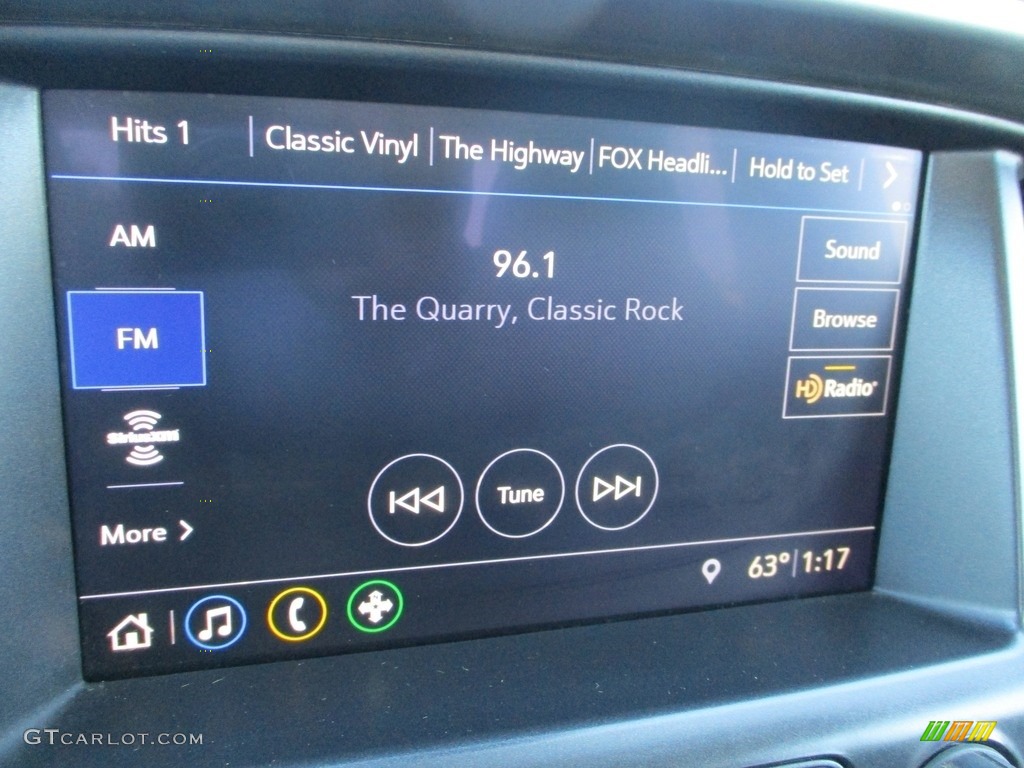 Hits 1
Classic Vinyl
The Highway
FOX Headli...
Hold to Set
AM
96.1
Sound
The Quarry, Classic Rock
FM
Browse
HD Radio
SiriusXM
Tune
More
63° 1:17
GTCARLOT.COM